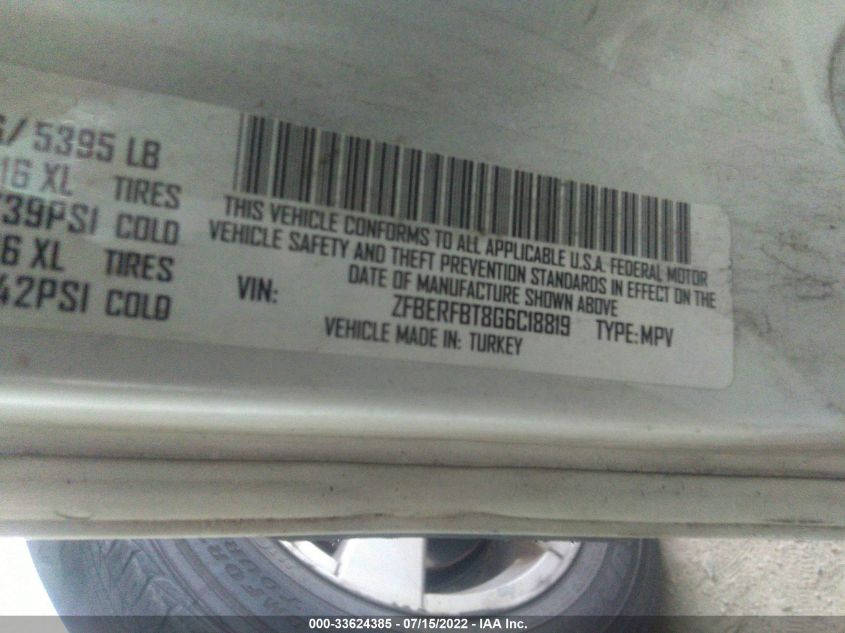 / 5395 LB
16 XL TIRES
39PSI COLD
6 XL TIRES
42PSI COLD
THIS VEHICLE CONFORMS TO ALL APPLICABLE U.S.A. FEDERAL MOTOR
VEHICLE SAFETY AND THEFT PREVENTION STANDARDS IN EFFECT ON THE
DATE OF MANUFACTURE SHOWN ABOVE
VIN: ZFBERFBT8G6C18819 TYPE: MPV
VEHICLE MADE IN: TURKEY
000-33624385 - 07/15/2022 - IAA Inc.